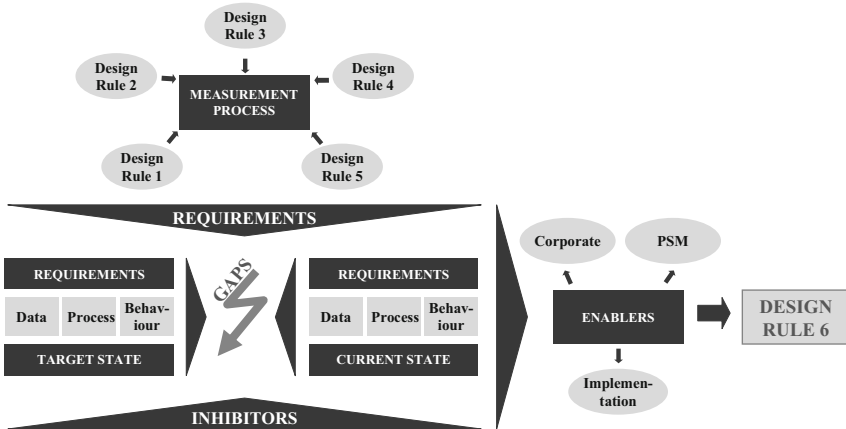 Design
Rule 3
Design
Rule 2
Design
Rule 4
MEASUREMENT
PROCESS
Design
Rule 1
Design
Rule 5
REQUIREMENTS
REQUIREMENTS
Data
Process
Behav-
iour
TARGET STATE
GAPS
REQUIREMENTS
Data
Process
Behav-
iour
CURRENT STATE
INHIBITORS
Corporate
PSM
ENABLERS
Implemen-
tation
DESIGN
RULE 6